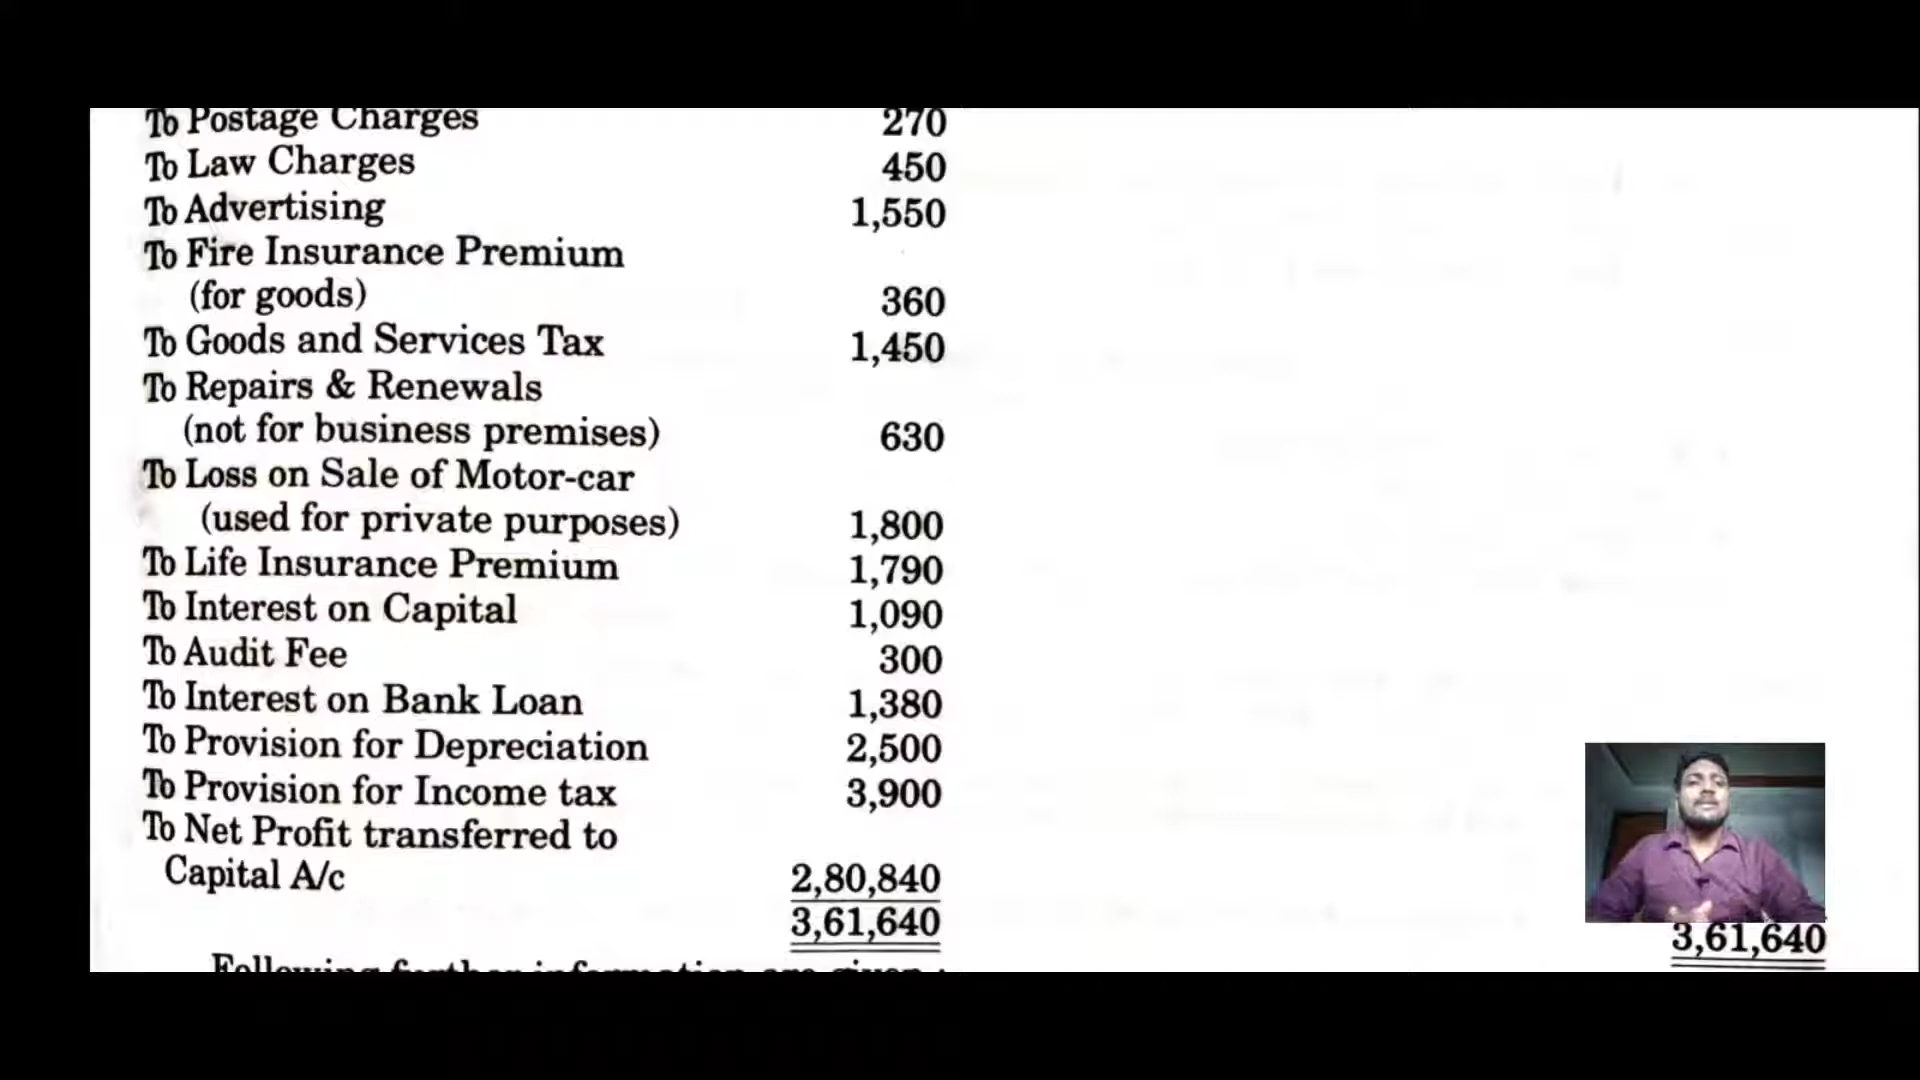 To Postage Charges 270
To Law Charges 450
To Advertising 1,550
To Fire Insurance Premium
(for goods) 360
To Goods and Services Tax 1,450
To Repairs & Renewals
(not for business premises) 630
To Loss on Sale of Motor-car
(used for private purposes) 1,800
To Life Insurance Premium 1,790
To Interest on Capital 1,090
To Audit Fee 300
To Interest on Bank Loan 1,380
To Provision for Depreciation 2,500
To Provision for Income tax 3,900
To Net Profit transferred to
Capital A/c 2,80,840
3,61,640 3,61,640
Following further information are given :